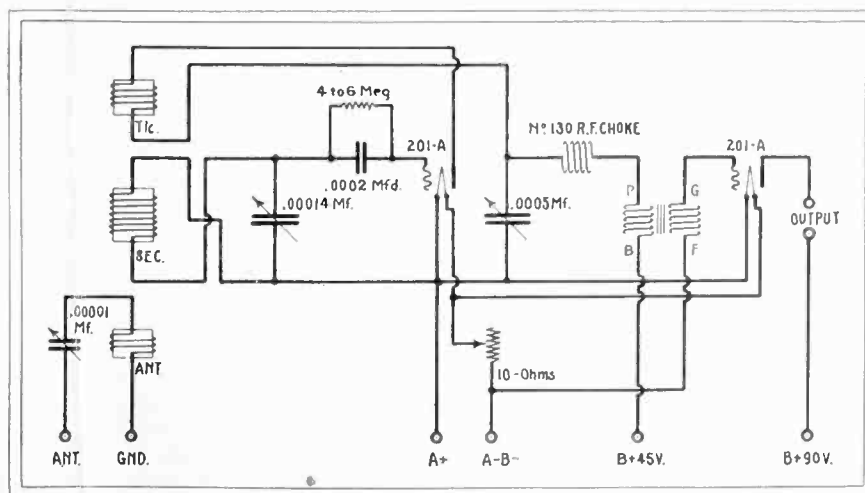 4 to 6 Meg
Tic.
201-A
Nº 130 R.F. CHOKE
201-A
.0002 Mfd.
.00014 Mf.
.0005 Mf.
P
G
OUTPUT
SEC.
B
F
.00001
Mf.
ANT
10-Ohms
ANT.
GND.
A+
A-B-
B+45V.
B+90V.